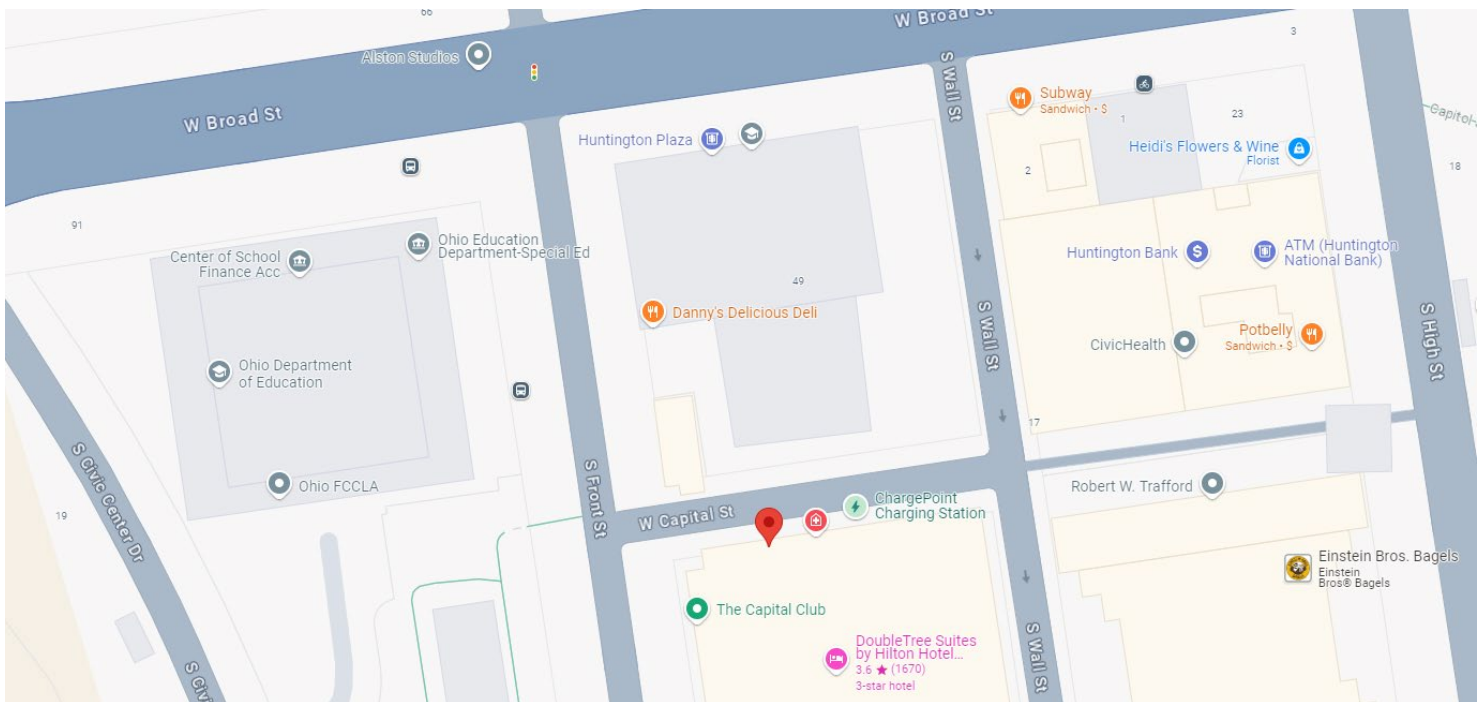 66
W Broad St
Alston Studios
3
W Broad St
S Wall St
Subway
Sandwich • $
1
23
Capitol
Huntington Plaza
Heidi's Flowers & Wine
Florist
2
18
91
Ohio Education
Department-Special Ed
Center of School
Finance Acc
Huntington Bank
ATM (Huntington
National Bank)
49
Danny's Delicious Deli
S Wall St
S High St
CivicHealth
Potbelly
Sandwich • $
Ohio Department
of Education
17
S Civic Center Dr
Ohio FCCLA
S Front St
Robert W. Trafford
19
W Capital St
ChargePoint
Charging Station
Einstein Bros. Bagels
Einstein
Bros® Bagels
The Capital Club
DoubleTree Suites
by Hilton Hotel...
3.6 ★ (1670)
3-star hotel
S Wall St
S Civi